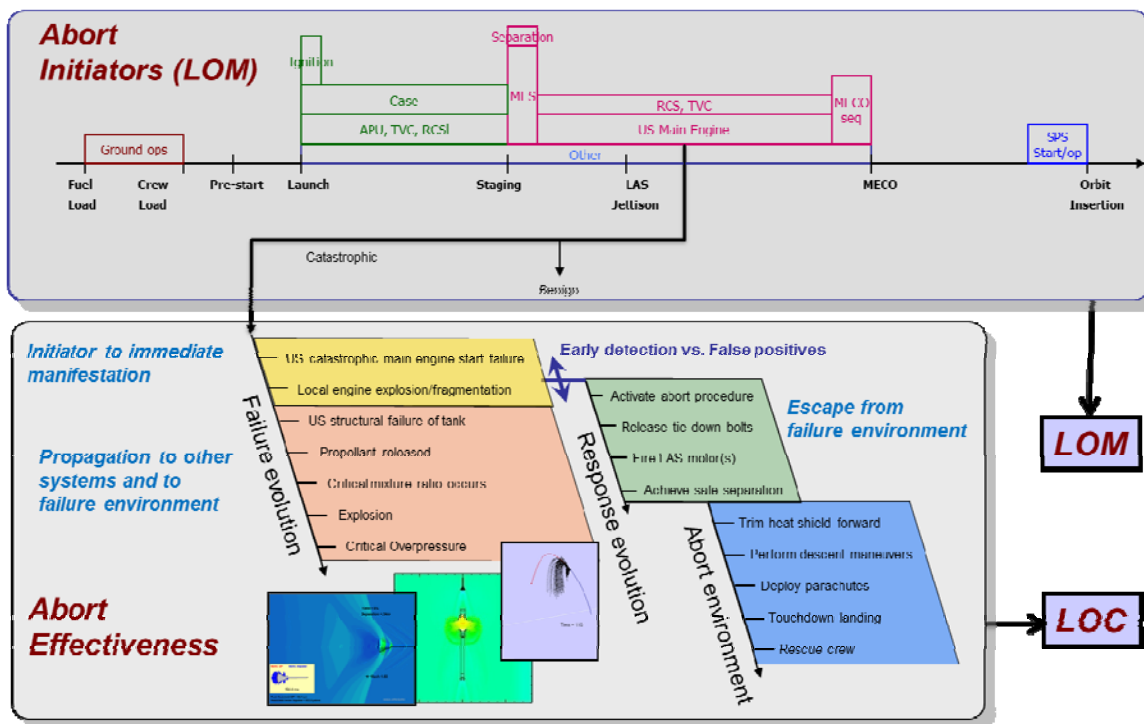 Abort
Initiators (LOM)
Separation
Ignition
Case
MES
RCS, TVC
MECO
seq
APU, TVC, RCSl
US Main Engine
Ground ops
Other
SPS
Start/op
Fuel
Load
Crew
Load
Pre-start
Launch
Staging
LAS
Jettison
MECO
Orbit
Insertion
Catastrophic
Benign
Initiator to immediate
manifestation
US catastrophic main engine start failure
Local engine explosion/fragmentation
Early detection vs. False positives
Activate abort procedure
Release tie down bolts
Fire LAS motor(s)
Achieve safe separation
Escape from
failure environment
LOM
Propagation to other
systems and to
failure environment
US structural failure of tank
Propellant released
Critical mixture ratio occurs
Explosion
Critical Overpressure
Failure evolution
Response evolution
Trim heat shield forward
Perform descent maneuvers
Deploy parachutes
Touchdown landing
Rescue crew
Abort environment
Abort
Effectiveness
LOC